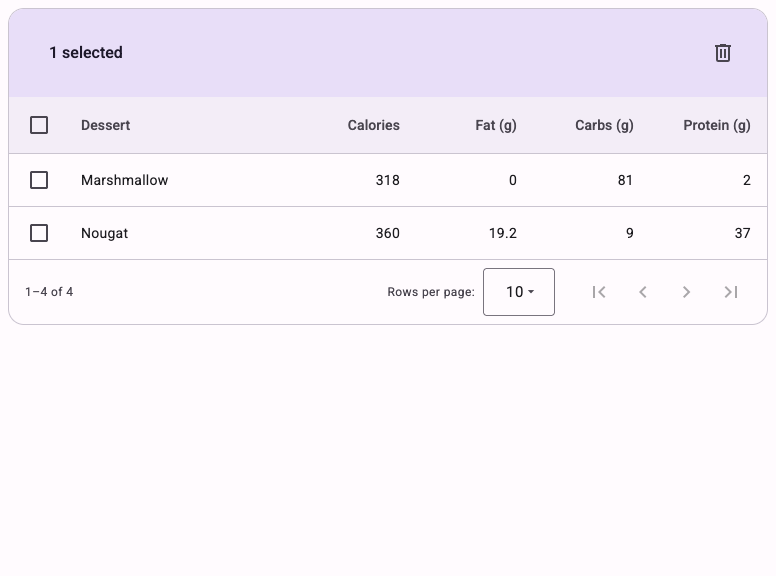 1 selected
Dessert Calories Fat (g) Carbs (g) Protein (g)
Marshmallow 318 0 81 2
Nougat 360 19.2 9 37
1–4 of 4 Rows per page: 10